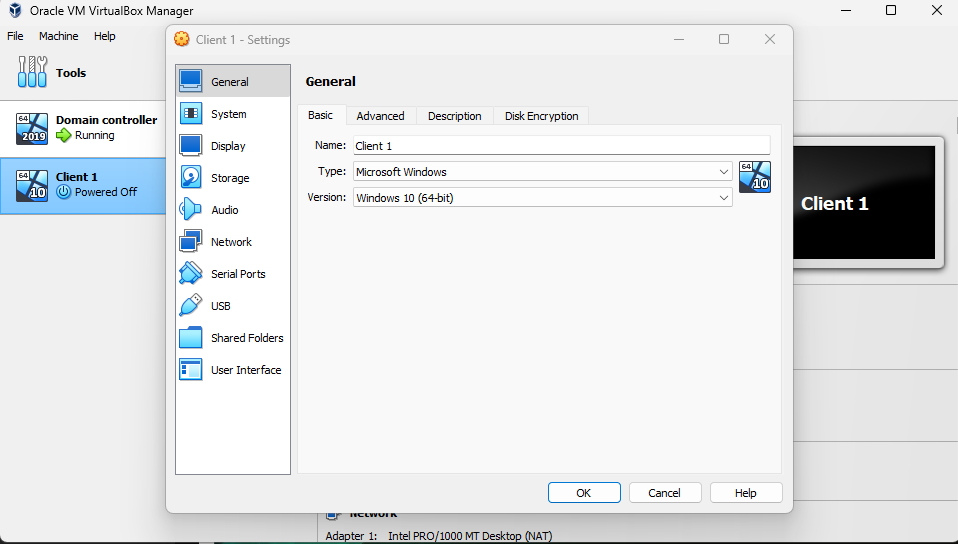 Oracle VM VirtualBox Manager
File Machine Help
Tools
64
2019
Domain controller
Running
64
10
Client 1
Powered Off
Client 1 - Settings
General
System
Display
Storage
Audio
Network
Serial Ports
USB
Shared Folders
User Interface
General
Basic Advanced Description Disk Encryption
Name: Client 1
Type: Microsoft Windows
Version: Windows 10 (64-bit)
64
10
OK Cancel Help
Client 1
Network
Adapter 1: Intel PRO/1000 MT Desktop (NAT)